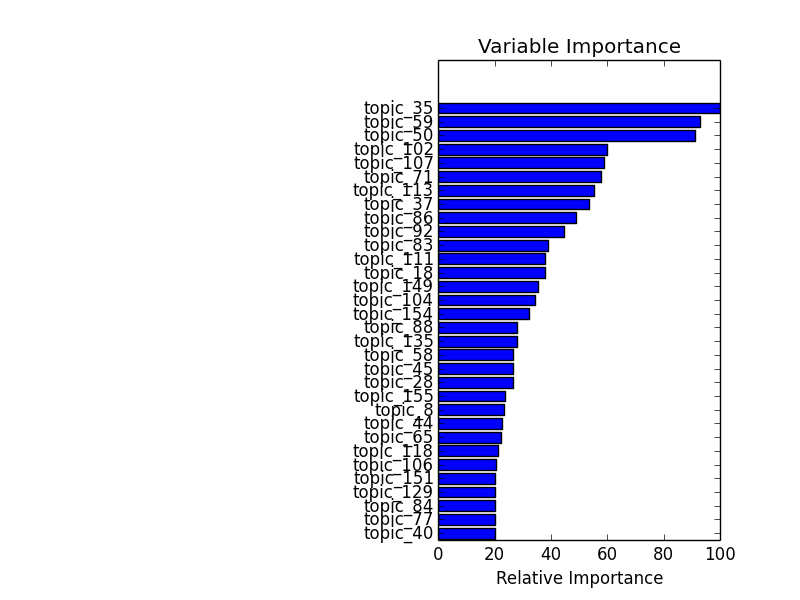 Variable Importance
topic_35
topic_59
topic_50
topic_102
topic_107
topic_71
topic_113
topic_37
topic_86
topic_92
topic_83
topic_111
topic_18
topic_149
topic_104
topic_154
topic_88
topic_135
topic_58
topic_45
topic_28
topic_155
topic_8
topic_44
topic_65
topic_118
topic_106
topic_151
topic_129
topic_84
topic_77
topic_40
0 20 40 60 80 100
Relative Importance